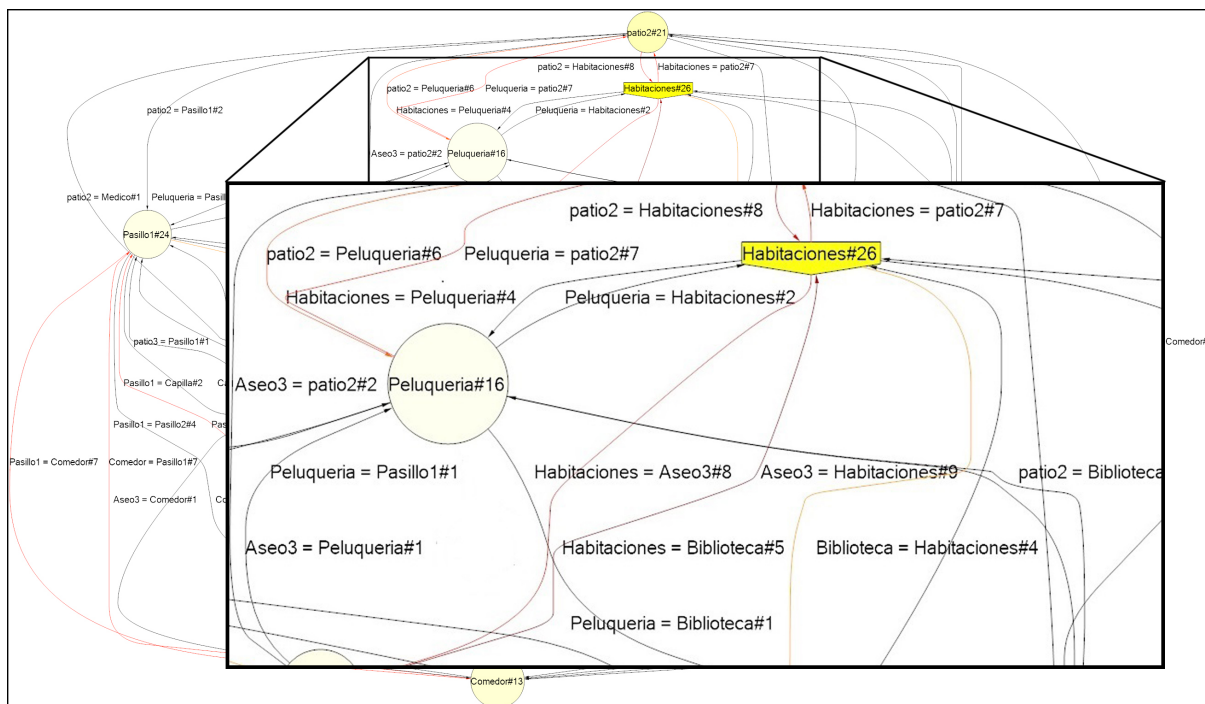 patio2#21
patio2 = Habitaciones#8
Habitaciones = patio2#7
patio2 = Peluqueria#6
Peluqueria = patio2#7
Habitaciones#26
patio2 = Pasillo1#2
Habitaciones = Peluqueria#4
Peluqueria = Habitaciones#2
Aseo3 = patio2#2
Peluqueria#16
patio2 = Medico#1
Peluqueria = Pasil
Pasillo1#24
patio3 = Pasillo1#1
Pasillo1 = Capilla#2
Pasillo1 = Pasillo2#4
Pasillo1 = Comedor#7
Comedor = Pasillo1#7
Aseo3 = Comedor#1
Comedor#
patio2 = Habitaciones#8
Habitaciones = patio2#7
patio2 = Peluqueria#6
Peluqueria = patio2#7
Habitaciones#26
Habitaciones = Peluqueria#4
Peluqueria = Habitaciones#2
Aseo3 = patio2#2
Peluqueria#16
Peluqueria = Pasillo1#1
Habitaciones = Aseo3#8
Aseo3 = Habitaciones#9
patio2 = Biblioteca
Aseo3 = Peluqueria#1
Habitaciones = Biblioteca#5
Biblioteca = Habitaciones#4
Peluqueria = Biblioteca#1
Comedor#13